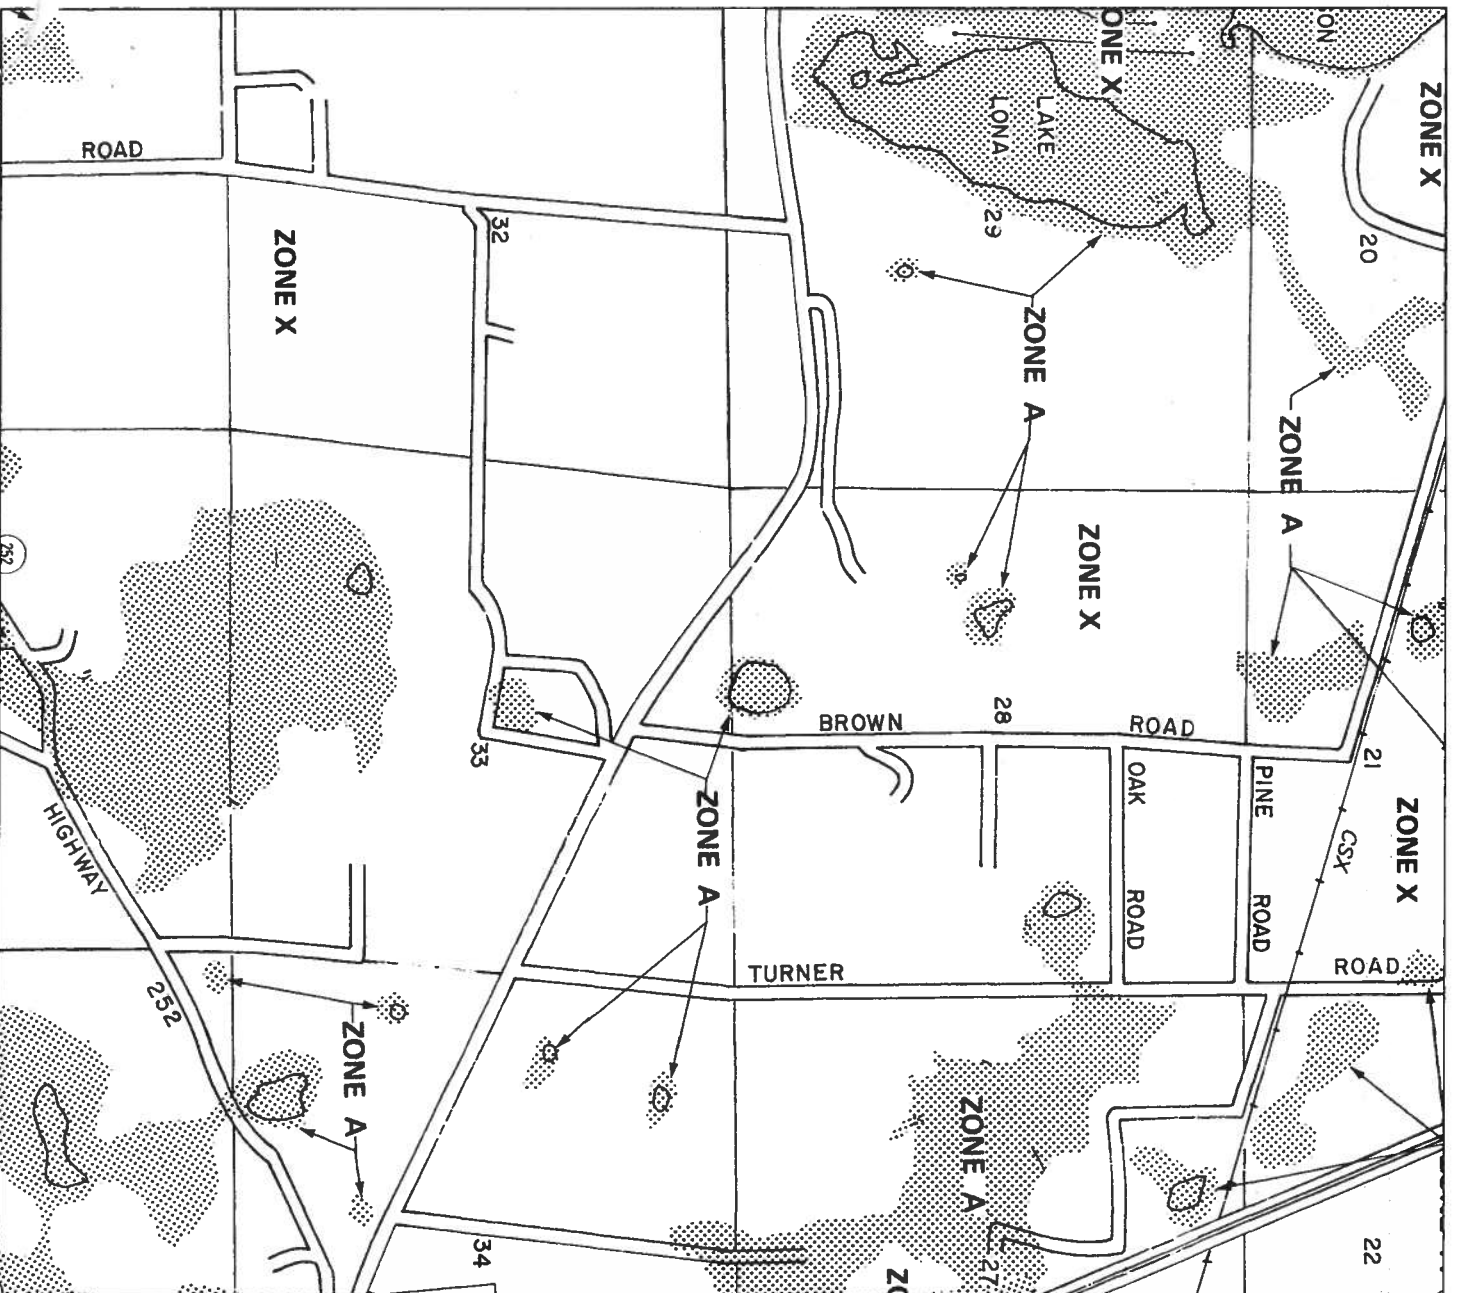 ZONE X
LAKE
LONA
ZONE X
20
29
ROAD
32
ZONE X
ZONE A
ZONE A
ZONE X
252
28
BROWN ROAD
33
21
OAK ROAD
PINE ROAD
CSX
ZONE X
ZONE A
HIGHWAY 252
TURNER ROAD
ZONE A
ZONE A
34
27
22